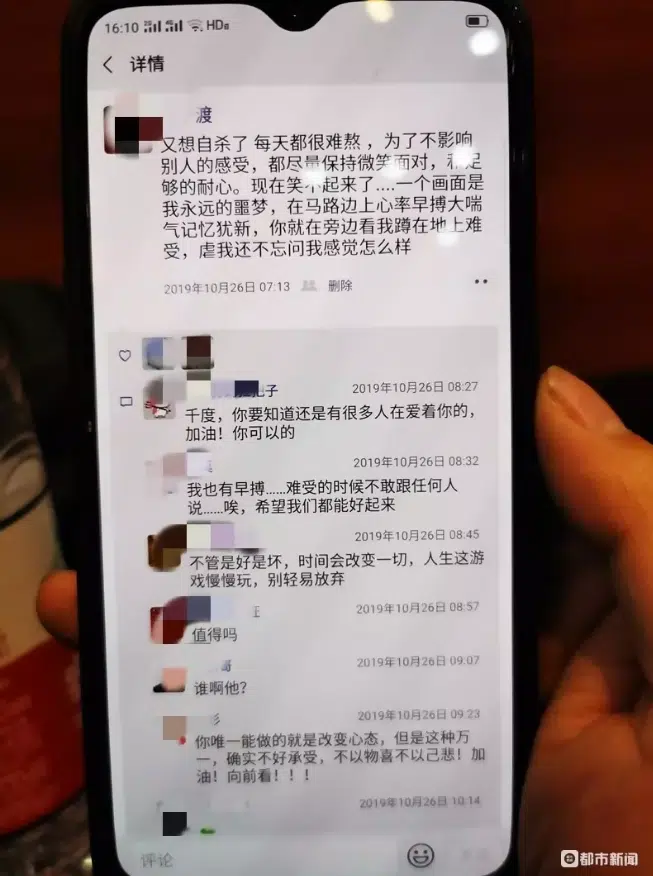 16:10
HD
详情
渡
又想自杀了 每天都很难熬，为了不影响
别人的感受，都尽量保持微笑面对，和足
够的耐心。现在笑不起来了....一个画面是
我永远的噩梦，在马路边上心率早搏大喘
气记忆犹新，你就在旁边看我蹲在地上难
受，虐我还不忘问我感觉怎么样
2019年10月26日 07:13 删除
子 2019年10月26日 08:27
千度，你要知道还是有很多人在爱着你的，
加油！你可以的
2019年10月26日 08:32
我也有早搏......难受的时候不敢跟任何人
说......唉，希望我们都能好起来
2019年10月26日 08:45
不管是好是坏，时间会改变一切，人生这游
戏慢慢玩，别轻易放弃
2019年10月26日 08:57
值得吗
哥 2019年10月26日 09:07
谁啊他?
2019年10月26日 09:23
你唯一能做的就是改变心态，但是这种万
一，确实不好承受，不以物喜不以己悲！加
油！向前看！！！
2019年10月26日 10:14
评论
都市新闻